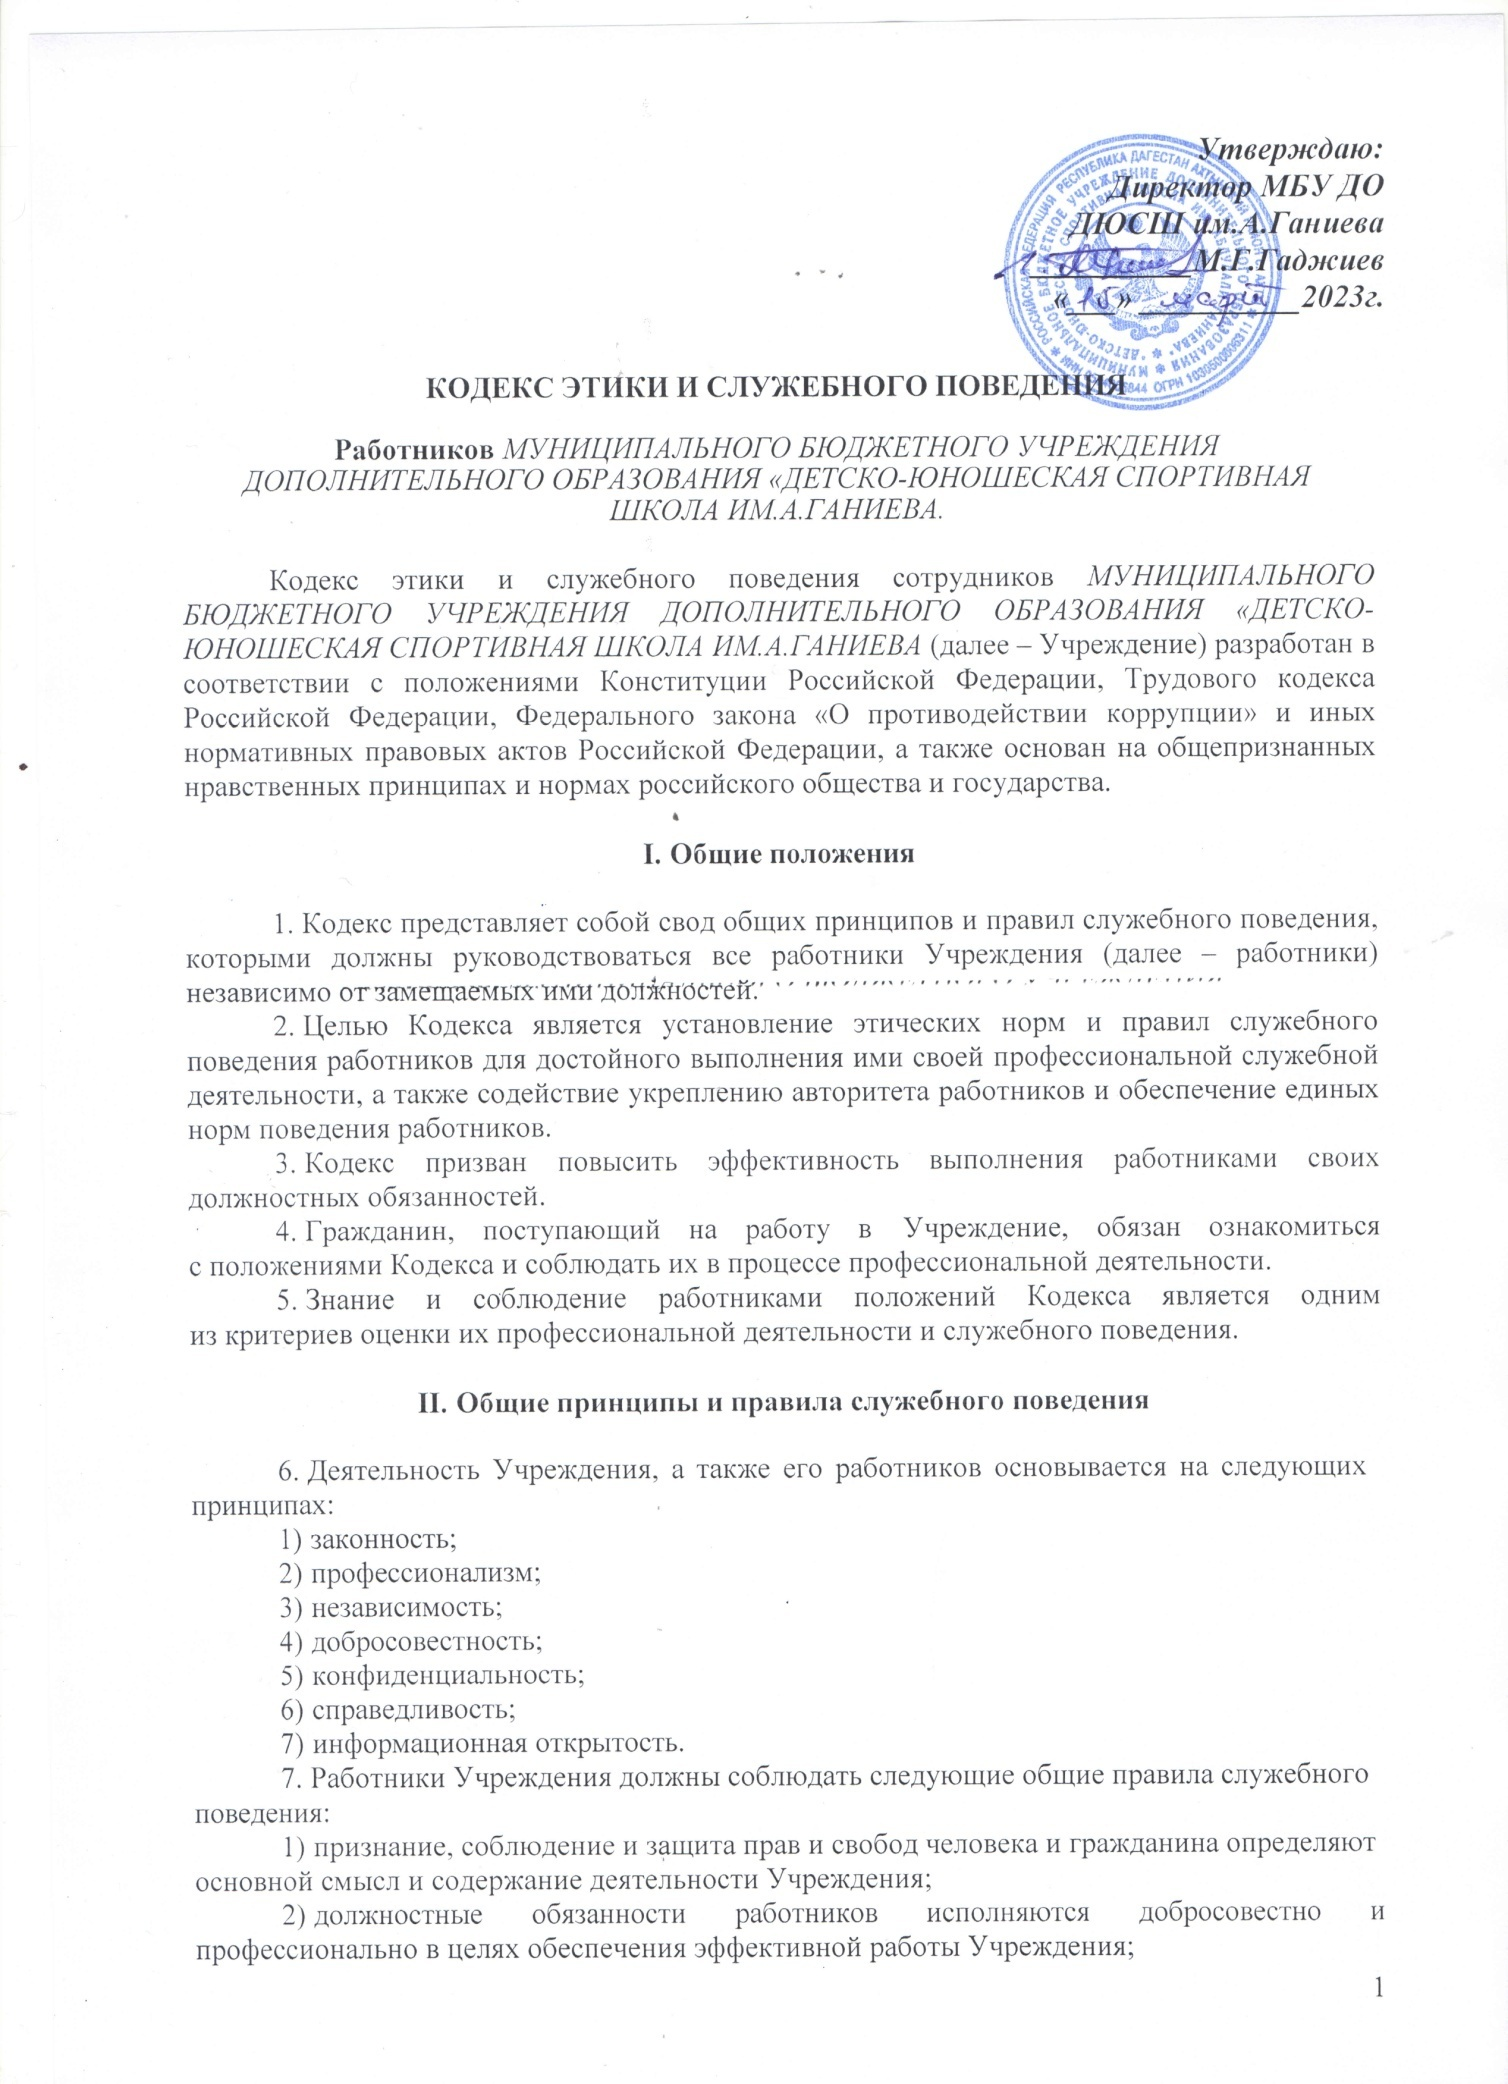 Утверждаю:
Директор МБУ ДО
ДЮСШ им.А.Ганиева
М.Г.Гаджиев
«15» март 2023г.
КОДЕКС ЭТИКИ И СЛУЖЕБНОГО ПОВЕДЕНИЯ
Работников МУНИЦИПАЛЬНОГО БЮДЖЕТНОГО УЧРЕЖДЕНИЯ
ДОПОЛНИТЕЛЬНОГО ОБРАЗОВАНИЯ «ДЕТСКО-ЮНОШЕСКАЯ СПОРТИВНАЯ
ШКОЛА ИМ.А.ГАНИЕВА.
Кодекс этики и служебного поведения сотрудников МУНИЦИПАЛЬНОГО
БЮДЖЕТНОГО УЧРЕЖДЕНИЯ ДОПОЛНИТЕЛЬНОГО ОБРАЗОВАНИЯ «ДЕТСКО-
ЮНОШЕСКАЯ СПОРТИВНАЯ ШКОЛА ИМ.А.ГАНИЕВА (далее – Учреждение) разработан в
соответствии с положениями Конституции Российской Федерации, Трудового кодекса
Российской Федерации, Федерального закона «О противодействии коррупции» и иных
нормативных правовых актов Российской Федерации, а также основан на общепризнанных
нравственных принципах и нормах российского общества и государства.
I. Общие положения
1. Кодекс представляет собой свод общих принципов и правил служебного поведения,
которыми должны руководствоваться все работники Учреждения (далее – работники)
независимо от замещаемых ими должностей.
2. Целью Кодекса является установление этических норм и правил служебного
поведения работников для достойного выполнения ими своей профессиональной служебной
деятельности, а также содействие укреплению авторитета работников и обеспечение единых
норм поведения работников.
3. Кодекс призван повысить эффективность выполнения работниками своих
должностных обязанностей.
4. Гражданин, поступающий на работу в Учреждение, обязан ознакомиться
с положениями Кодекса и соблюдать их в процессе профессиональной деятельности.
5. Знание и соблюдение работниками положений Кодекса является одним
из критериев оценки их профессиональной деятельности и служебного поведения.
II. Общие принципы и правила служебного поведения
6. Деятельность Учреждения, а также его работников основывается на следующих
принципах:
1) законность;
2) профессионализм;
3) независимость;
4) добросовестность;
5) конфиденциальность;
6) справедливость;
7) информационная открытость.
7. Работники Учреждения должны соблюдать следующие общие правила служебного
поведения:
1) признание, соблюдение и защита прав и свобод человека и гражданина определяют
основной смысл и содержание деятельности Учреждения;
2) должностные обязанности работников исполняются добросовестно и
профессионально в целях обеспечения эффективной работы Учреждения;
1